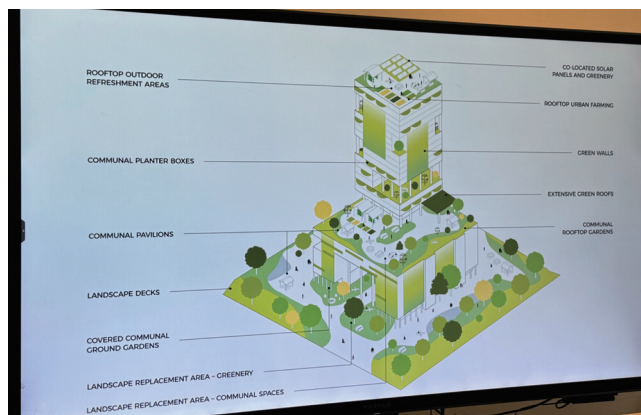 ROOFTOP OUTDOOR
REFRESHMENT AREAS
COMMUNAL PLANTER BOXES
COMMUNAL PAVILIONS
LANDSCAPE DECKS
COVERED COMMUNAL
GROUND GARDENS
LANDSCAPE REPLACEMENT AREA – GREENERY
LANDSCAPE REPLACEMENT AREA – COMMUNAL SPACES
CO-LOCATED SOLAR
PANELS AND GREENERY
ROOFTOP URBAN FARMING
GREEN WALLS
EXTENSIVE GREEN ROOFS
COMMUNAL
ROOFTOP GARDENS